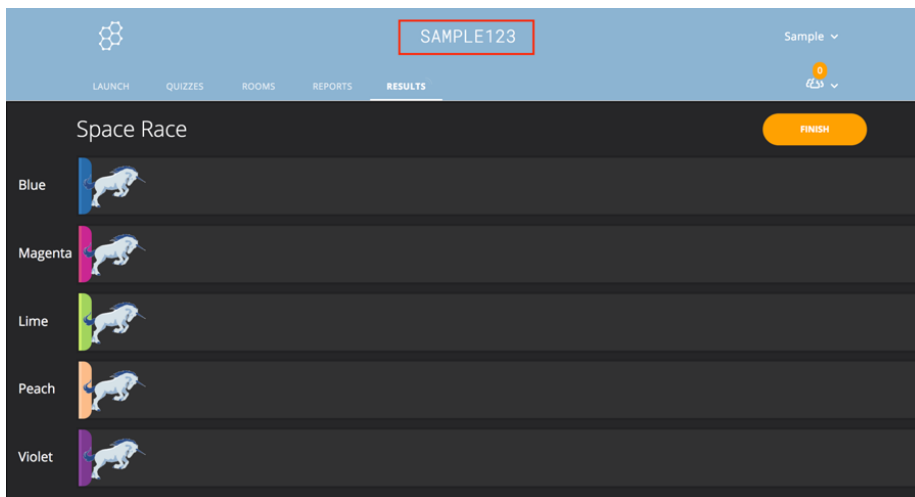 SAMPLE123
Sample
0
LAUNCH QUIZZES ROOMS REPORTS RESULTS
Space Race
FINISH
Blue
Magenta
Lime
Peach
Violet